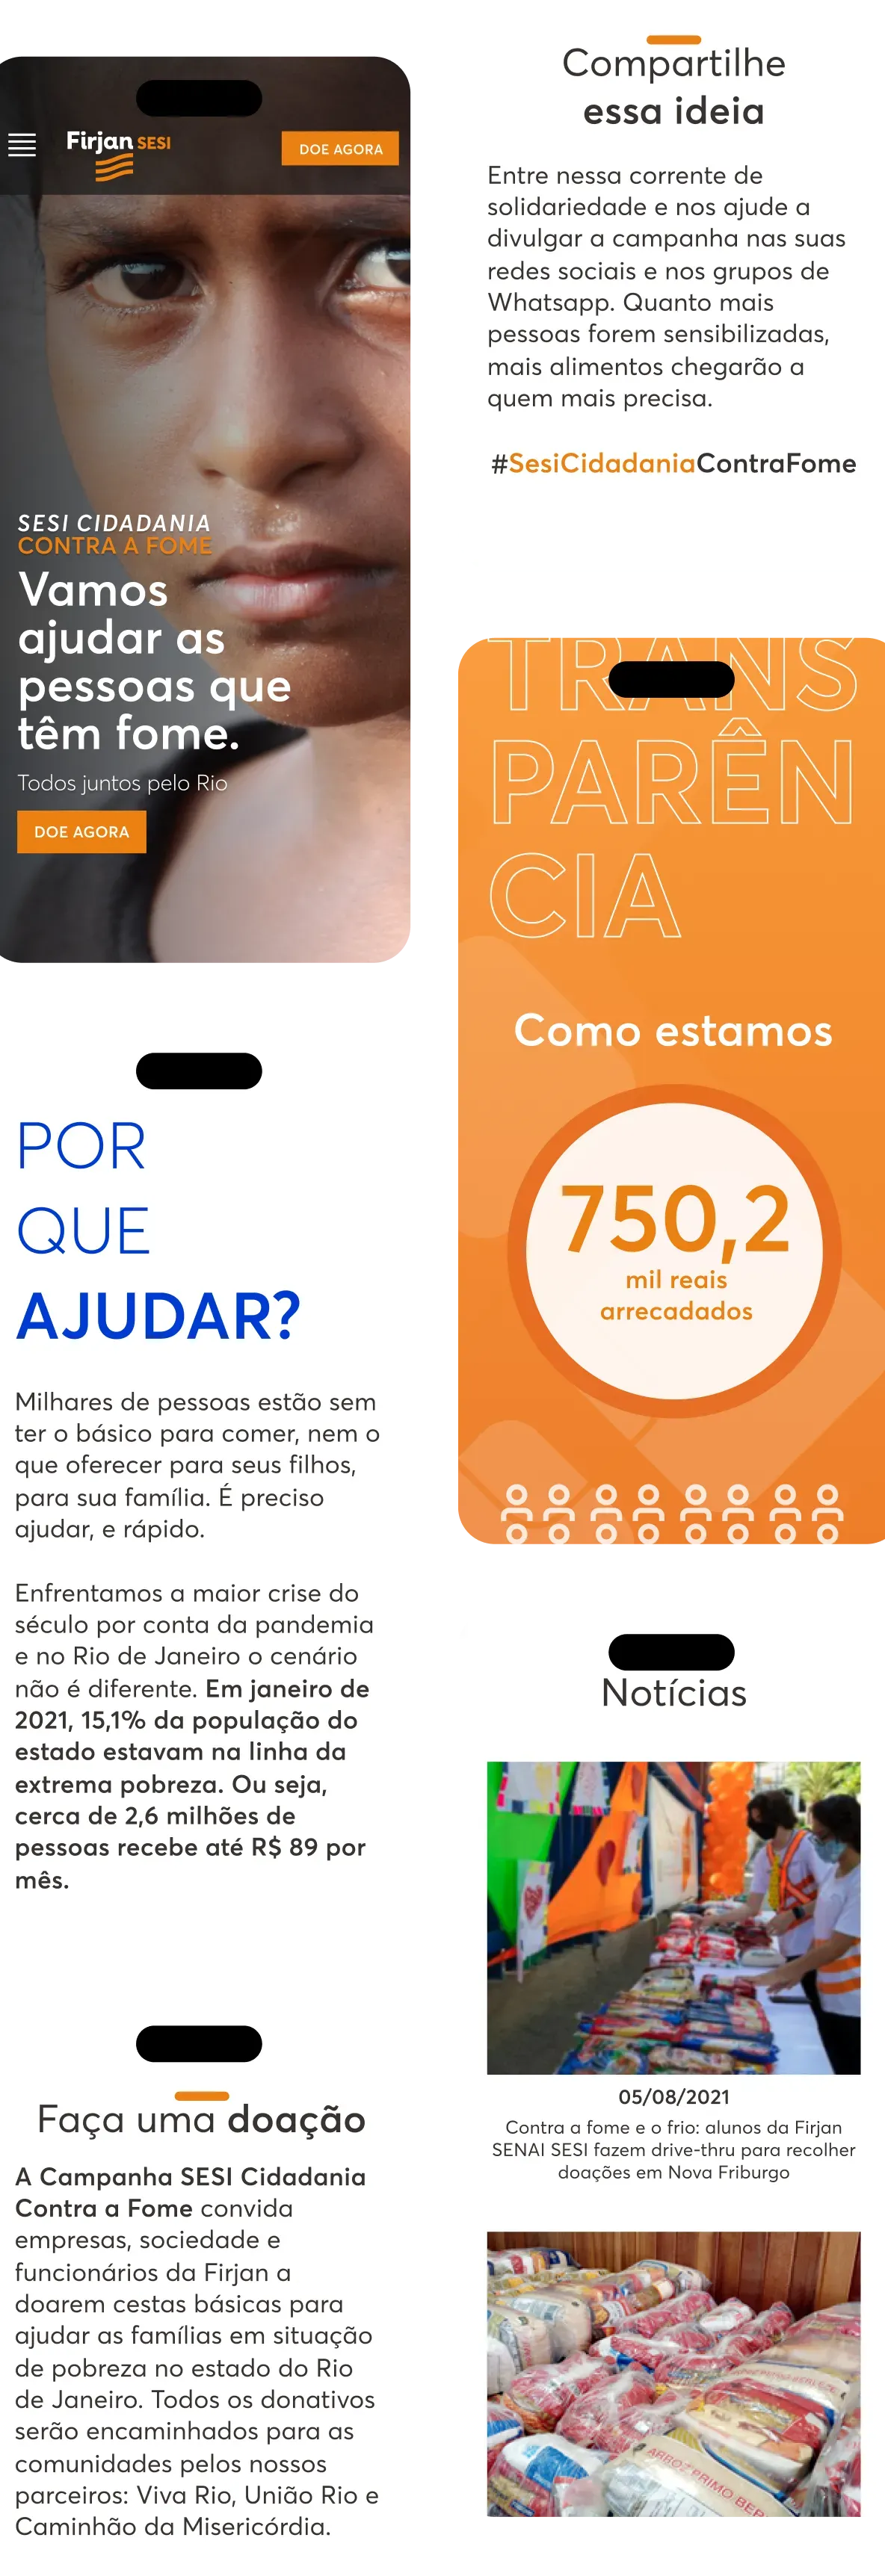 Firjan SESI
DOE AGORA
SESI CIDADANIA
CONTRA A FOME
Vamos
ajudar as
pessoas que
têm fome.
Todos juntos pelo Rio
DOE AGORA
POR
QUE
AJUDAR?
Milhares de pessoas estão sem
ter o básico para comer, nem o
que oferecer para seus filhos,
para sua família. É preciso
ajudar, e rápido.
Enfrentamos a maior crise do
século por conta da pandemia
e no Rio de Janeiro o cenário
não é diferente. Em janeiro de
2021, 15,1% da população do
estado estavam na linha da
extrema pobreza. Ou seja,
cerca de 2,6 milhões de
pessoas recebe até R$ 89 por
mês.
Faça uma doação
A Campanha SESI Cidadania
Contra a Fome convida
empresas, sociedade e
funcionários da Firjan a
doarem cestas básicas para
ajudar as famílias em situação
de pobreza no estado do Rio
de Janeiro. Todos os donativos
serão encaminhados para as
comunidades pelos nossos
parceiros: Viva Rio, União Rio e
Caminhão da Misericórdia.
Compartilhe
essa ideia
Entre nessa corrente de
solidariedade e nos ajude a
divulgar a campanha nas suas
redes sociais e nos grupos de
Whatsapp. Quanto mais
pessoas forem sensibilizadas,
mais alimentos chegarão a
quem mais precisa.
#SesiCidadaniaContraFome
TRANS
PARÊN
CIA
Como estamos
750,2
mil reais
arrecadados
Notícias
05/08/2021
Contra a fome e o frio: alunos da Firjan
SENAI SESI fazem drive-thru para recolher
doações em Nova Friburgo
ARROZ PRIMO BER